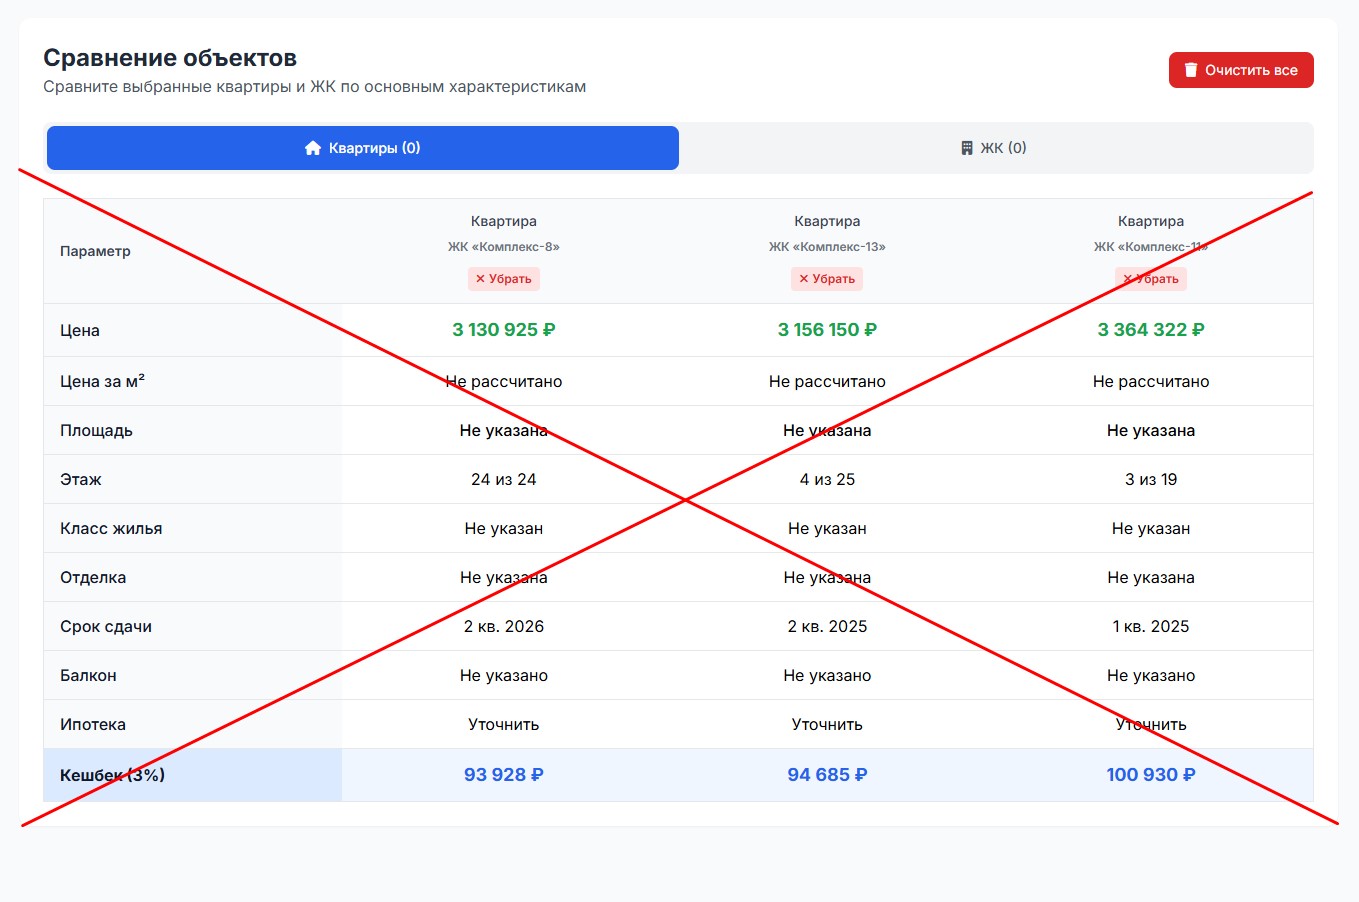 Сравнение объектов
Сравните выбранные квартиры и ЖК по основным характеристикам
Очистить все
Квартиры (0)
ЖК (0)
Параметр
Квартира
ЖК «Комплекс-8»
✕ Убрать
Квартира
ЖК «Комплекс-13»
✕ Убрать
Квартира
ЖК «Комплекс-11»
✕ Убрать
Цена 3 130 925 ₽ 3 156 150 ₽ 3 364 322 ₽
Цена за м² Не рассчитано Не рассчитано Не рассчитано
Площадь Не указана Не указана Не указана
Этаж 24 из 24 4 из 25 3 из 19
Класс жилья Не указан Не указан Не указан
Отделка Не указана Не указана Не указана
Срок сдачи 2 кв. 2026 2 кв. 2025 1 кв. 2025
Балкон Не указано Не указано Не указано
Ипотека Уточнить Уточнить Уточнить
Кешбек (3%) 93 928 ₽ 94 685 ₽ 100 930 ₽